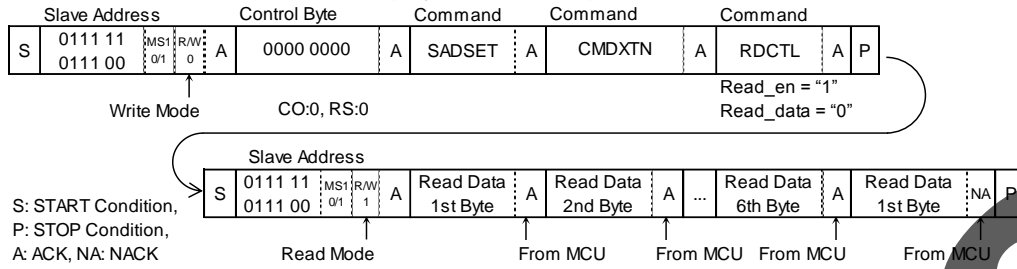 Slave Address Control Byte Command Command Command
S 0111 11 0111 00 MS1 0/1 R/W 0 A 0000 0000 A SADSET A CMDXTN A RDCTL A P
Read_en = "1"
Write Mode CO:0, RS:0 Read_data = "0"
Slave Address
S 0111 11 0111 00 MS1 0/1 R/W 1 A Read Data 1st Byte A Read Data 2nd Byte A ... Read Data 6th Byte A Read Data 1st Byte NA P
S: START Condition,
P: STOP Condition,
A: ACK, NA: NACK Read Mode From MCU From MCU From MCU From MCU